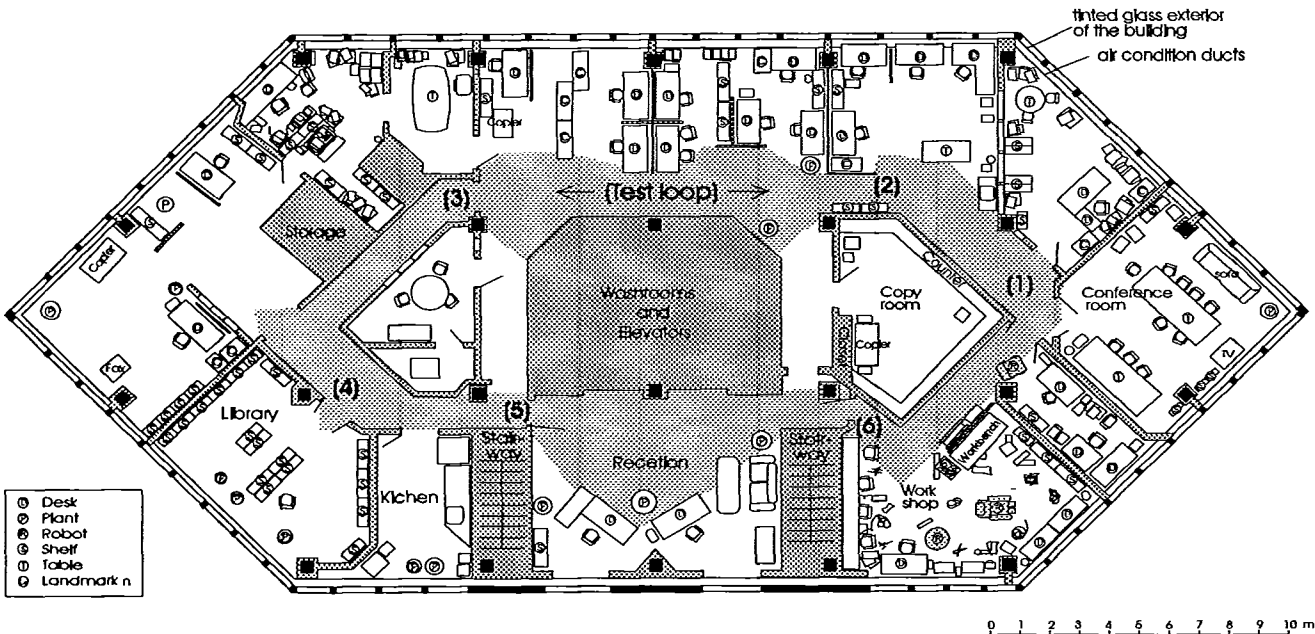 tinted glass exterior
of the building
air condition ducts
Copier
(3)
(Test loop)
(2)
Storage
Counter
(1)
Copier
Washrooms
and
Elevators
Copy
room
Conference
room
Sofa
Closet
Copier
TV
Fax
(4)
Library
(5)
(6)
Stair-
way
Reception
Stair-
way
Workbench
Kitchen
Work
shop
D Desk
P Plant
R Robot
S Shelf
T Table
Landmark n
0 1 2 3 4 5 6 7 8 9 10 m